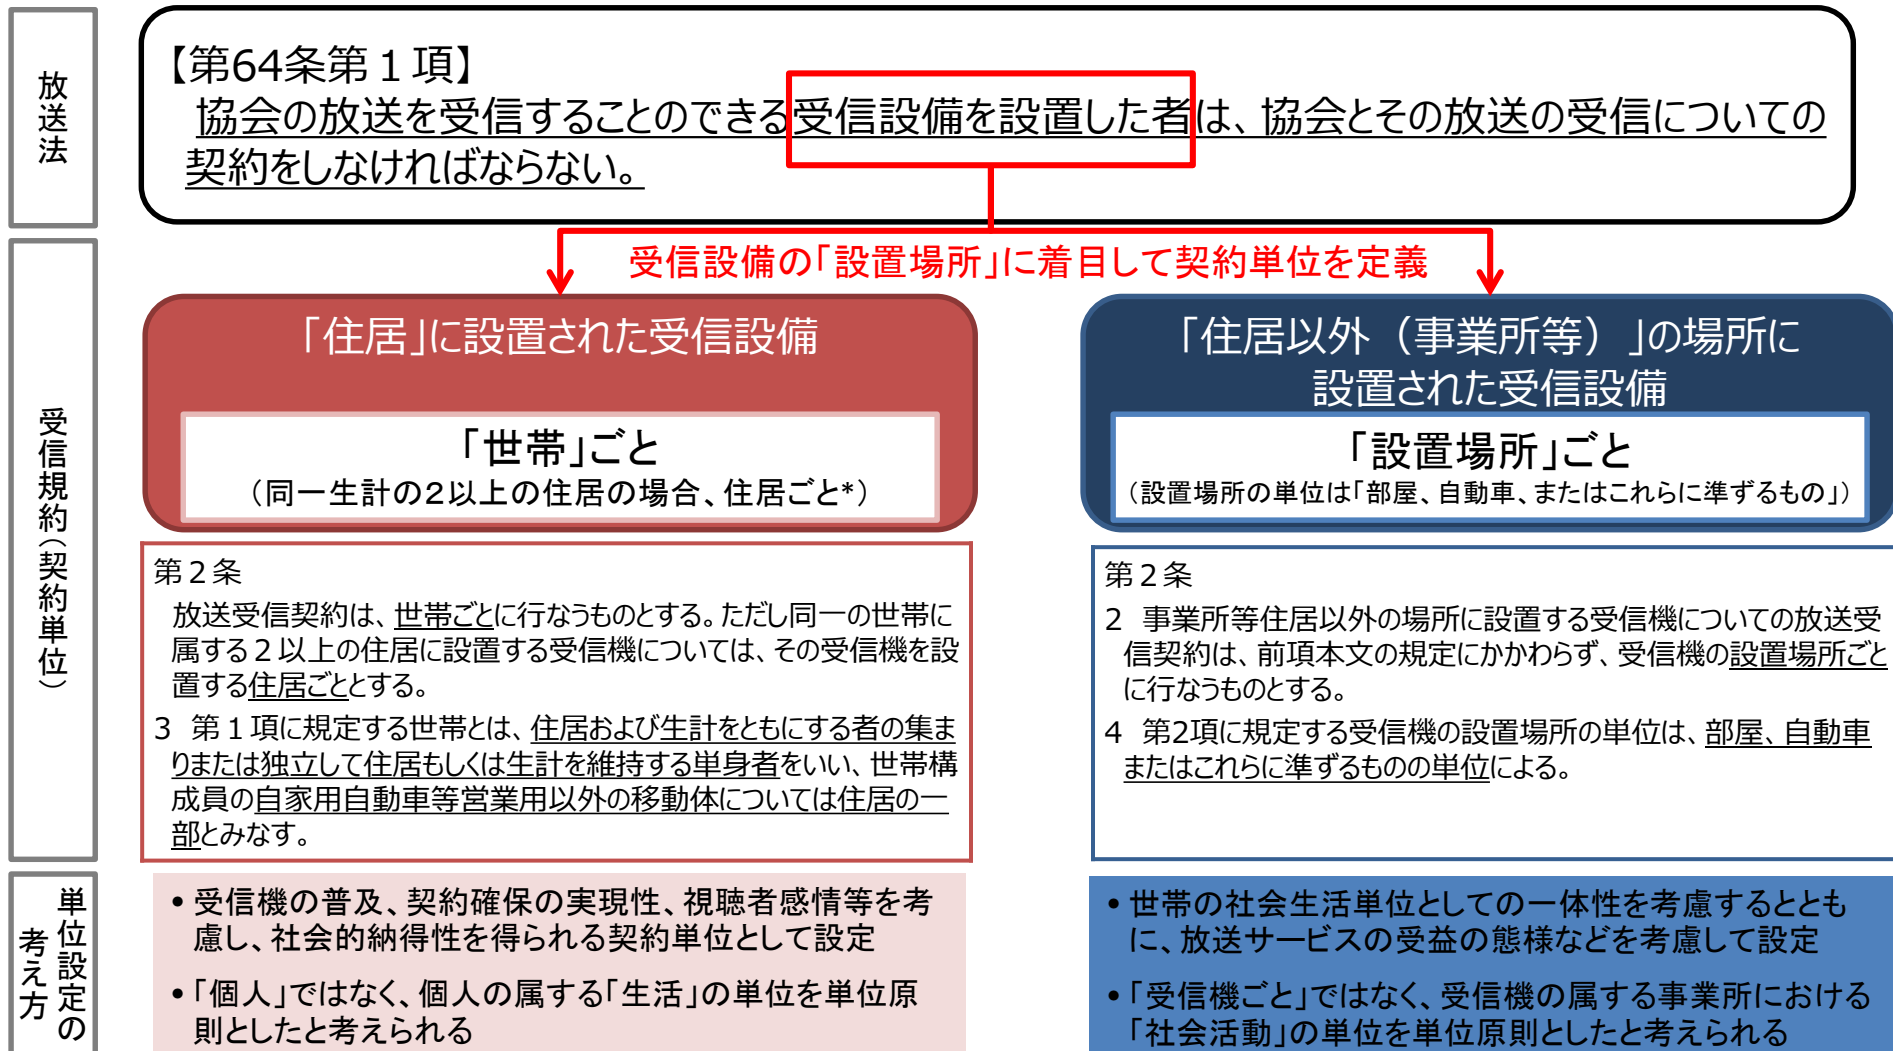 放送法
【第64条第１項】
協会の放送を受信することのできる受信設備を設置した者は、協会とその放送の受信についての
契約をしなければならない。
受信規約（契約単位）
受信設備の「設置場所」に着目して契約単位を定義
「住居」に設置された受信設備
「世帯」ごと
（同一生計の２以上の住居の場合、住居ごと*）
第２条
放送受信契約は、世帯ごとに行なうものとする。ただし同一の世帯に
属する２以上の住居に設置する受信機については、その受信機を設
置する住居ごととする。
3　第１項に規定する世帯とは、住居および生計をともにする者の集ま
りまたは独立して住居もしくは生計を維持する単身者をいい、世帯構
成員の自家用自動車等営業用以外の移動体については住居の一
部とみなす。
「住居以外（事業所等）」の場所に
設置された受信設備
「設置場所」ごと
（設置場所の単位は「部屋、自動車、またはこれらに準ずるもの」）
第２条
2　事業所等住居以外の場所に設置する受信機についての放送受
信契約は、前項本文の規定にかかわらず、受信機の設置場所ごと
に行なうものとする。
4　第2項に規定する受信機の設置場所の単位は、部屋、自動車
またはこれらに準ずるものの単位による。
単位設定の
考え方
• 受信機の普及、契約確保の実現性、視聴者感情等を考
慮し、社会的納得性を得られる契約単位として設定
• 「個人」ではなく、個人の属する「生活」の単位を単位原
則としたと考えられる
• 世帯の社会生活単位としての一体性を考慮するととも
に、放送サービスの受益の態様などを考慮して設定
• 「受信機ごと」ではなく、受信機の属する事業所における
「社会活動」の単位を単位原則としたと考えられる